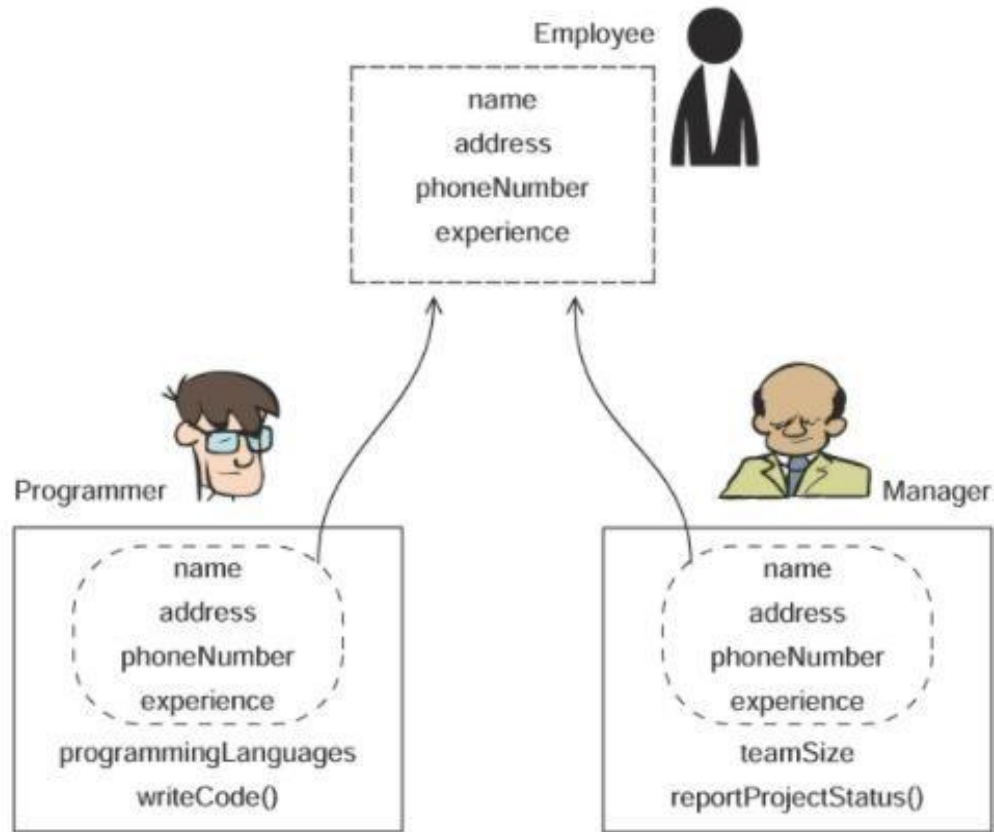 Employee
name
address
phoneNumber
experience
Programmer
name
address
phoneNumber
experience
programmingLanguages
writeCode()
Manager
name
address
phoneNumber
experience
teamSize
reportProjectStatus()